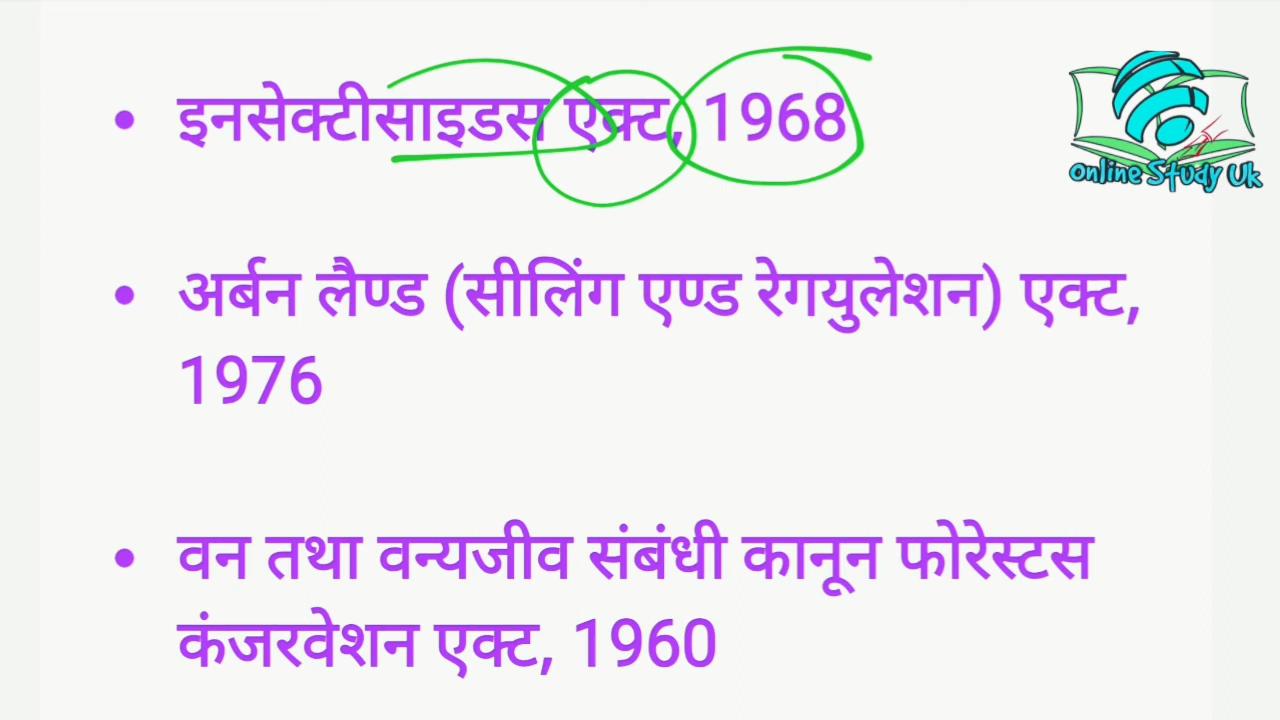 • इनसेक्टीसाइडस एक्ट, 1968
Online Study Uk
• अर्बन लैण्ड (सीलिंग एण्ड रेगयुलेशन) एक्ट,
1976
• वन तथा वन्यजीव संबंधी कानून फोरेस्टस
कंजरवेशन एक्ट, 1960